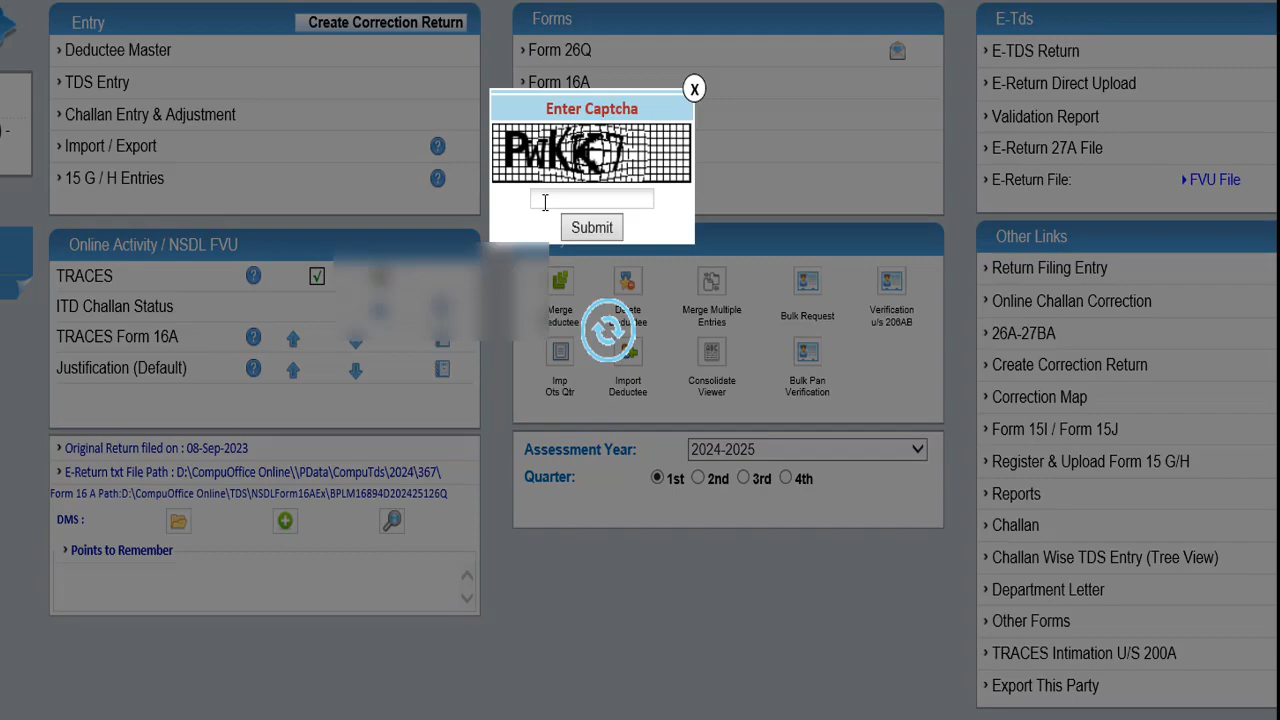 Entry
Create Correction Return
Deductee Master
TDS Entry
Challan Entry & Adjustment
Import / Export
15 G / H Entries
Forms
Form 26Q
Form 16A
Enter Captcha
X
Submit
E-Tds
E-TDS Return
E-Return Direct Upload
Validation Report
E-Return 27A File
E-Return File: FVU File
Online Activity / NSDL FVU
TRACES
ITD Challan Status
TRACES Form 16A
Justification (Default)
Merge
Delete
Merge Multiple
Entries
Bulk Request
Verification
u/s 206AB
Imp
Ots Qtr
Import
Deductee
Consolidate
Viewer
Bulk Pan
Verification
Original Return filed on : 08-Sep-2023
E-Return txt File Path : D:\CompuOffice Online\\PData\CompuTds\2024\367\
Form 16 A Path:D:\CompuOffice Online\TDS\NSDLForm16AEx\BPLM16894D202425126Q
DMS :
Points to Remember
Assessment Year: 2024-2025
Quarter: 1st 2nd 3rd 4th
Other Links
Return Filing Entry
Online Challan Correction
26A-27BA
Create Correction Return
Correction Map
Form 15I / Form 15J
Register & Upload Form 15 G/H
Reports
Challan
Challan Wise TDS Entry (Tree View)
Department Letter
Other Forms
TRACES Intimation U/S 200A
Export This Party